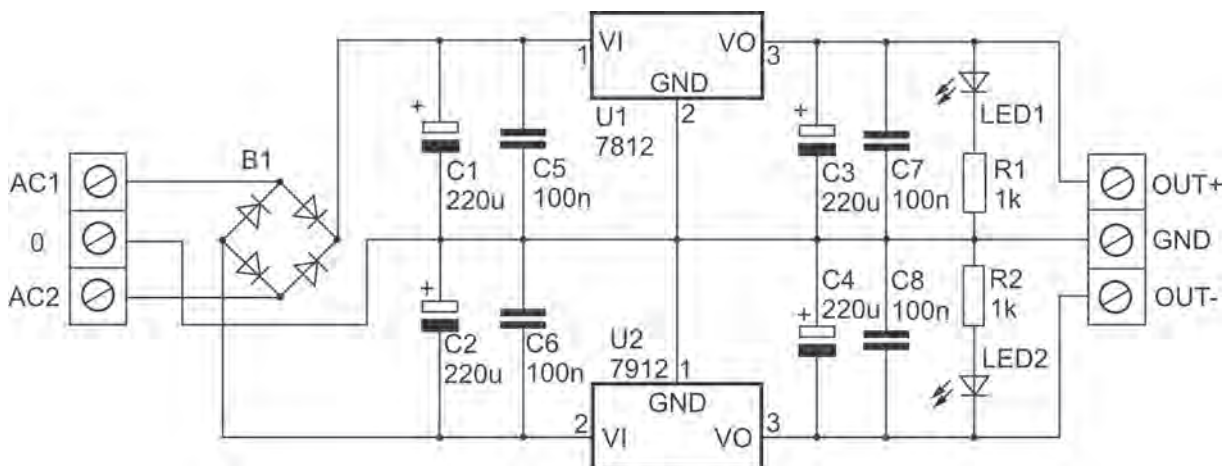 1 VI VO 3
GND
2
U1
7812
+
C1
220u
C5
100n
+
C3
220u
C7
100n
LED1
R1
1k
B1
AC1
0
AC2
OUT+
GND
OUT-
+
C2
220u
C6
100n
U2
7912 1
GND
2 VI VO 3
+
C4
220u
C8
100n
R2
1k
LED2